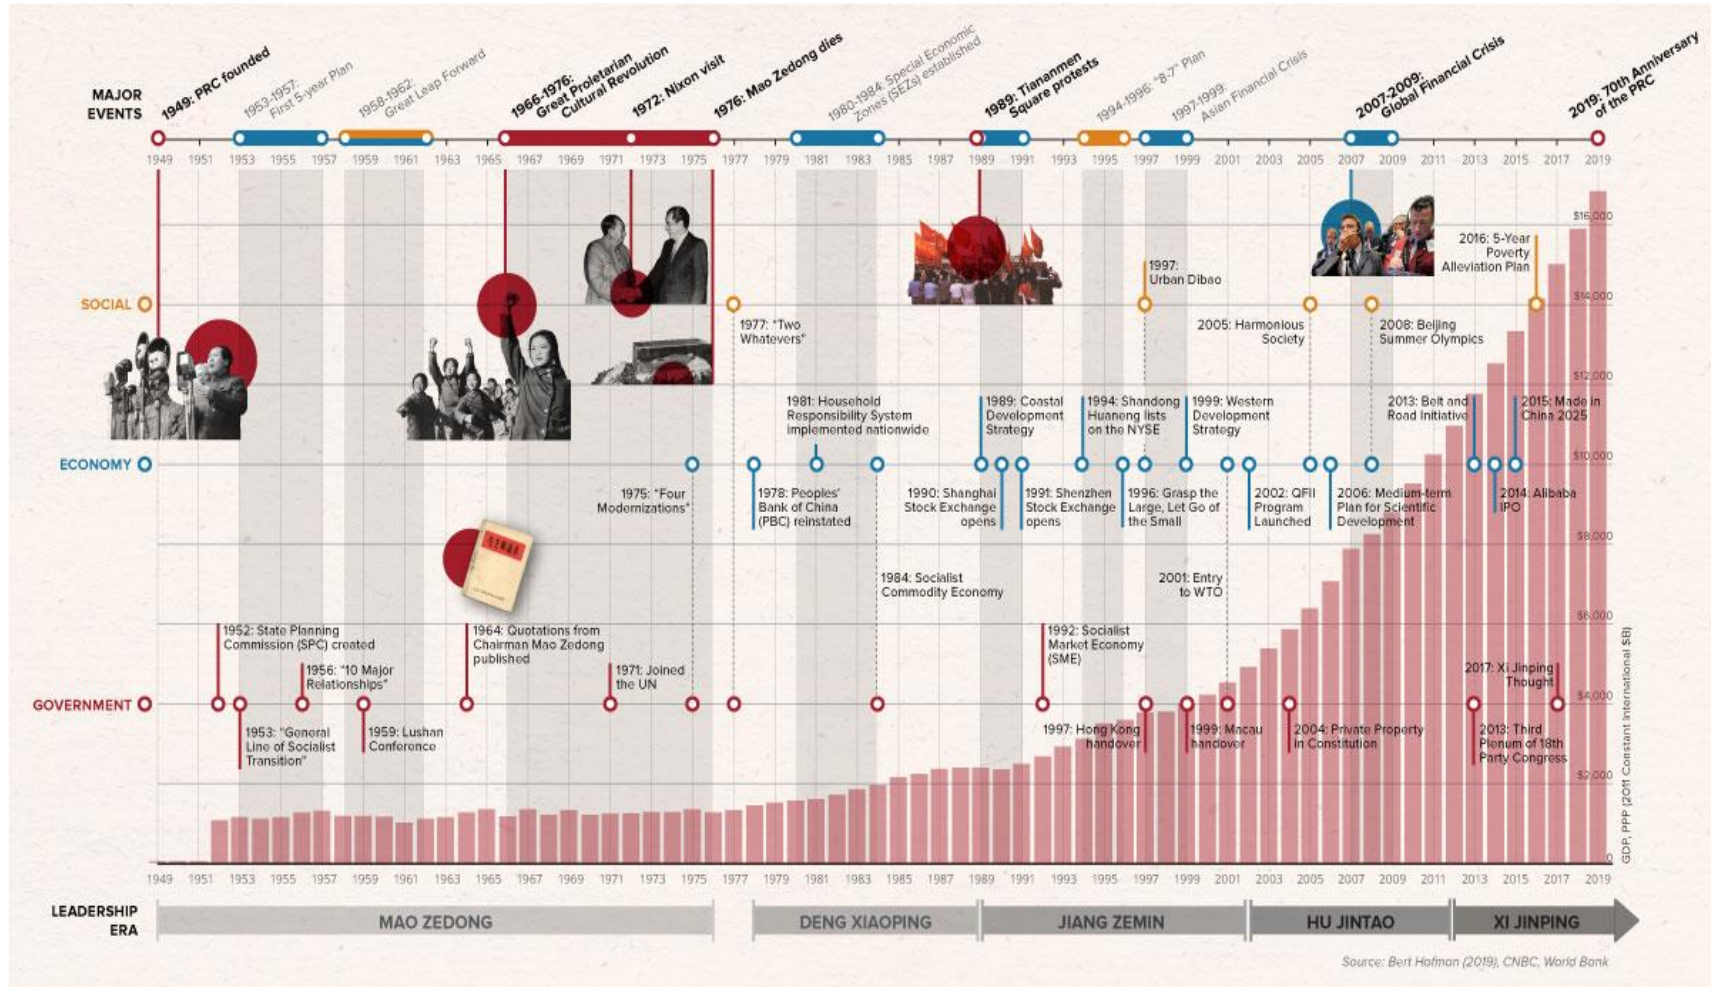 MAJOR
EVENTS
1949: PRC founded
1953-1957:
First 5-year Plan
1958-1962:
Great Leap Forward
1966-1976:
Great Proletarian
Cultural Revolution
1972: Nixon visit
1976: Mao Zedong dies
1980-1984: Special Economic
Zones (SEZs) established
1989: Tiananmen
Square protests
1994-1996: "8-7" Plan
1997-1999:
Asian Financial Crisis
2007-2009:
Global Financial Crisis
2019: 70th Anniversary
of the PRC
1949 1951 1953 1955 1957 1959 1961 1963 1965 1967 1969 1971 1973 1975 1977 1979 1981 1983 1985 1987 1989 1991 1993 1995 1997 1999 2001 2003 2005 2007 2009 2011 2013 2015 2017 2019
$16,000
2016: 5-Year
Poverty
Alleviation Plan
1997:
Urban Dibao
SOCIAL
$14,000
1977: "Two
Whatevers"
2005: Harmonious
Society
2008: Beijing
Summer Olympics
$12,000
1981: Household
Responsibility System
implemented nationwide
1989: Coastal
Development
Strategy
1994: Shandong
Huaneng lists
on the NYSE
1999: Western
Development
Strategy
2013: Belt and
Road Initiative
2015: Made in
China 2025
ECONOMY
$10,000
1975: "Four
Modernizations"
1978: Peoples'
Bank of China
(PBC) reinstated
1990: Shanghai
Stock Exchange
opens
1991: Shenzhen
Stock Exchange
opens
1996: Grasp the
Large, Let Go of
the Small
2002: QFII
Program
Launched
2006: Medium-term
Plan for Scientific
Development
2014: Alibaba
IPO
$8,000
1984: Socialist
Commodity Economy
2001: Entry
to WTO
$6,000
1952: State Planning
Commission (SPC) created
1956: "10 Major
Relationships"
1964: Quotations from
Chairman Mao Zedong
published
1971: Joined
the UN
1992: Socialist
Market Economy
(SME)
2017: Xi Jinping
Thought
GOVERNMENT
$4,000
1953: "General
Line of Socialist
Transition"
1959: Lushan
Conference
1997: Hong Kong
handover
1999: Macau
handover
2004: Private Property
in Constitution
2013: Third
Plenum of 18th
Party Congress
$2,000
0
GDP, PPP (2011 Constant International $B)
1949 1951 1953 1955 1957 1959 1961 1963 1965 1967 1969 1971 1973 1975 1977 1979 1981 1983 1985 1987 1989 1991 1993 1995 1997 1999 2001 2003 2005 2007 2009 2011 2013 2015 2017 2019
LEADERSHIP
ERA
MAO ZEDONG
DENG XIAOPING
JIANG ZEMIN
HU JINTAO
XI JINPING
Source: Bert Hofman (2019), CNBC, World Bank